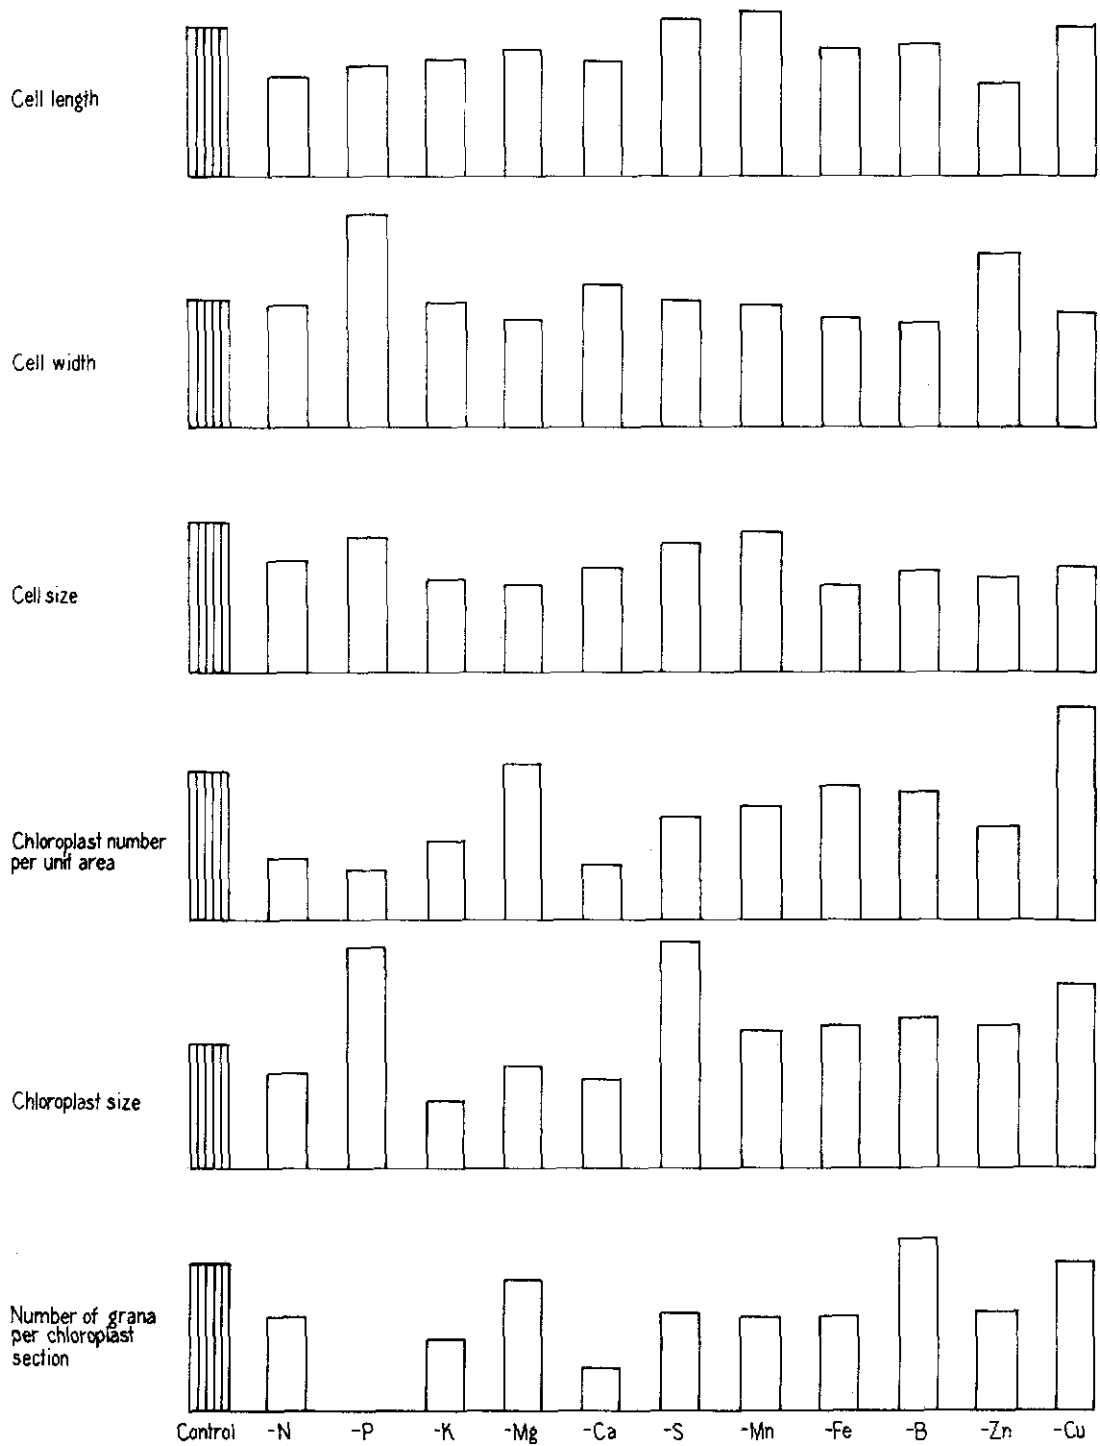 Cell length
Cell width
Cell size
Chloroplast number
per unit area
Chloroplast size
Number of grana
per chloroplast
section
Control -N -P -K -Mg -Ca -S -Mn -Fe -B -Zn -Cu